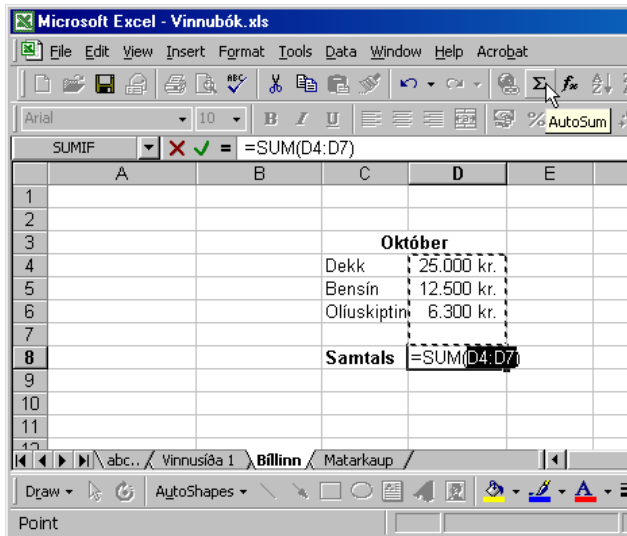 Microsoft Excel - Vinnubók.xls
File Edit View Insert Format Tools Data Window Help Acrobat
ABC Σ fx
Arial 10 B I U %
AutoSum
SUMIF = =SUM(D4:D7)
A B C D E
1
2
3 Október
4 Dekk 25.000 kr.
5 Bensín 12.500 kr.
6 Olíuskiptin 6.300 kr.
7
8 Samtals =SUM(D4:D7)
9
10
11
12
abc.. Vinnusíða 1 Bíllinn Matarkaup
Draw AutoShapes A
Point